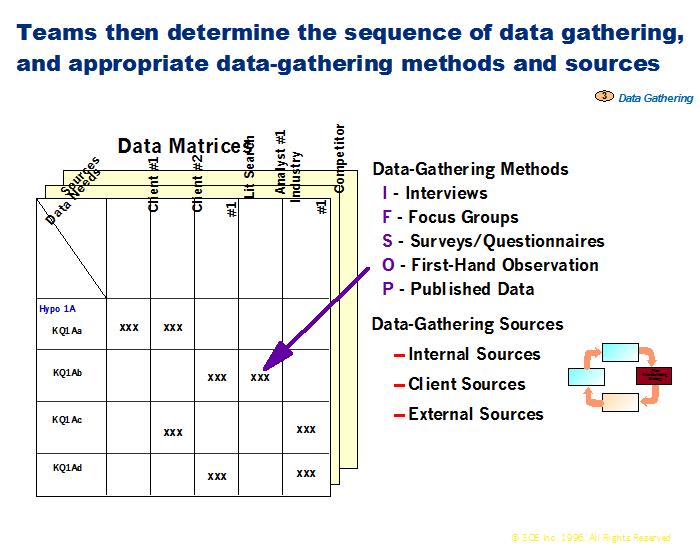 Teams then determine the sequence of data gathering,
and appropriate data-gathering methods and sources
3 Data Gathering
Data Matrices
Sources
Data Needs
Client #1
Client #2
Lit Search
#1
Analyst #1
Industry
Competitor
#1
Hypo 1A
KQ1Aa xxx xxx
KQ1Ab xxx xxx
KQ1Ac xxx xxx
KQ1Ad xxx xxx
Data-Gathering Methods
I - Interviews
F - Focus Groups
S - Surveys/Questionnaires
O - First-Hand Observation
P - Published Data
Data-Gathering Sources
– Internal Sources
– Client Sources
– External Sources
© SCE Inc. 1996. All Rights Reserved